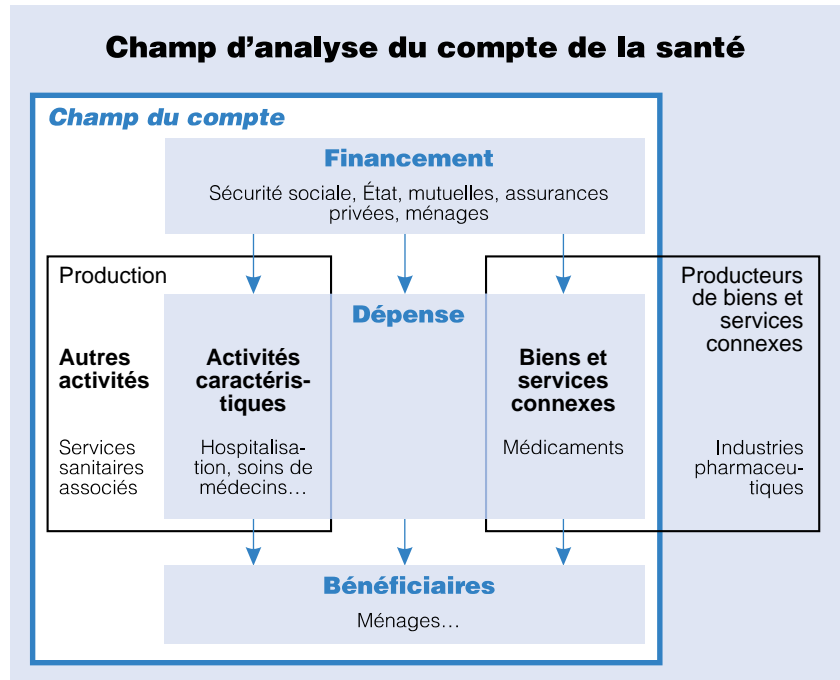 Champ d’analyse du compte de la santé
Champ du compte
Financement
Sécurité sociale, État, mutuelles, assurances
privées, ménages
Production
Dépense
Producteurs
de biens et
services
connexes
Autres
activités
Activités
caractéris-
tiques
Biens et
services
connexes
Services
sanitaires
associés
Hospitalisa-
tion, soins de
médecins…
Médicaments
Industries
pharmaceu-
tiques
Bénéficiaires
Ménages…